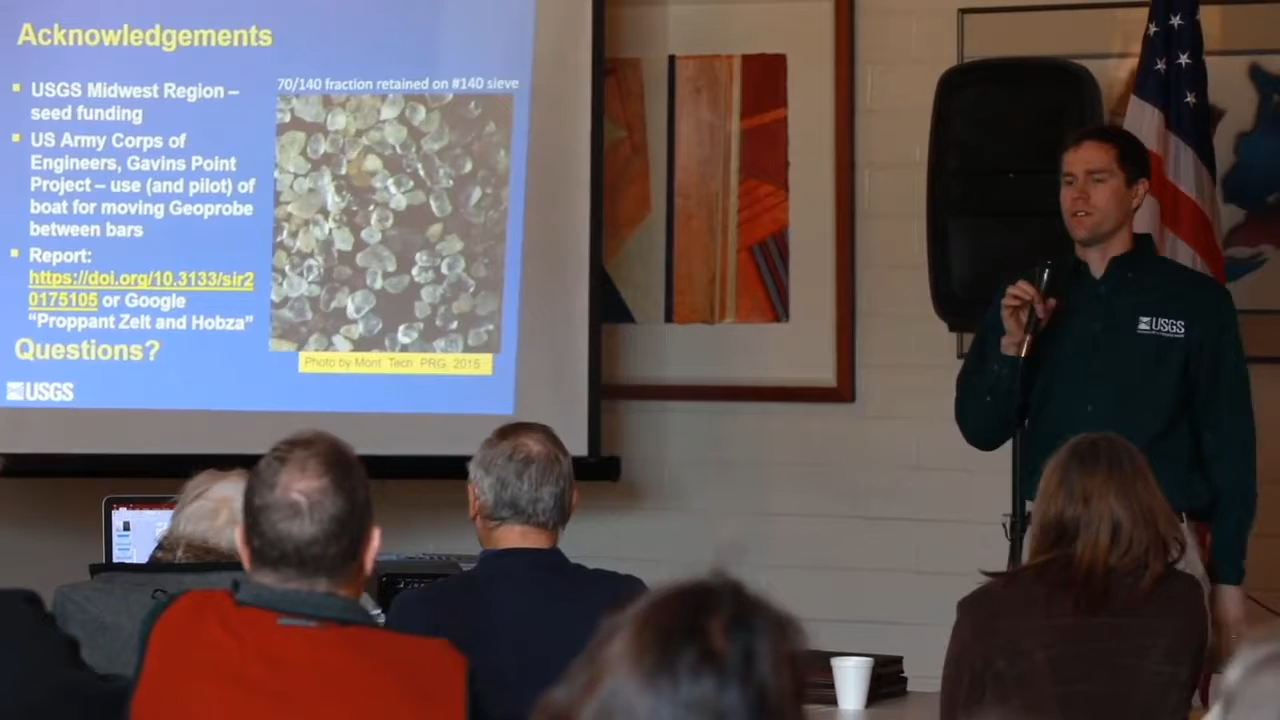 Acknowledgements
USGS Midwest Region –
seed funding
US Army Corps of
Engineers, Gavins Point
Project – use (and pilot) of
boat for moving Geoprobe
between bars
Report:
https://doi.org/10.3133/sir2
0175105 or Google
“Proppant Zelt and Hobza”
Questions?
USGS
70/140 fraction retained on #140 sieve
Photo by Mont. Tech. PRG, 2015
USGS